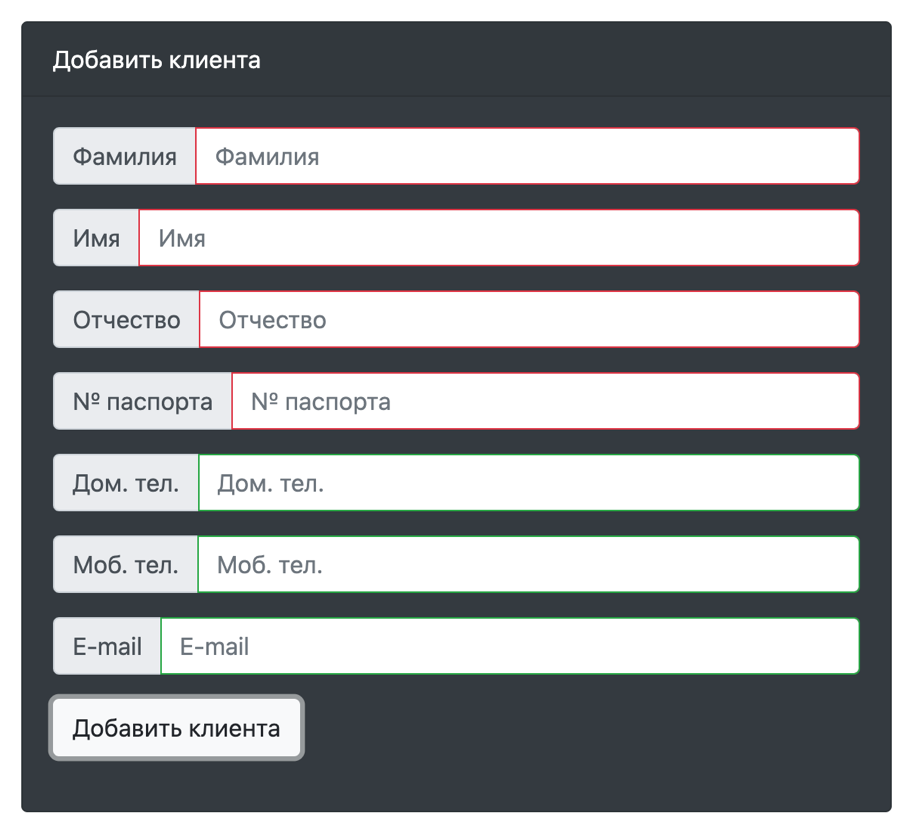 Добавить клиента
Фамилия Фамилия
Имя Имя
Отчество Отчество
№ паспорта № паспорта
Дом. тел. Дом. тел.
Моб. тел. Моб. тел.
E-mail E-mail
Добавить клиента